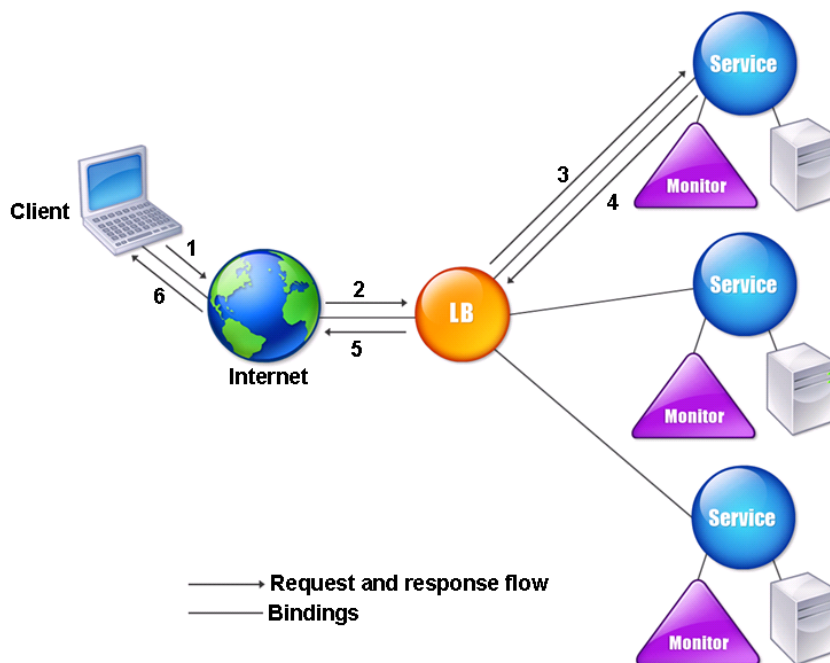 Service
3
4
Monitor
Client
1
6
2
LB
5
Internet
Service
Monitor
Service
Monitor
Request and response flow
Bindings